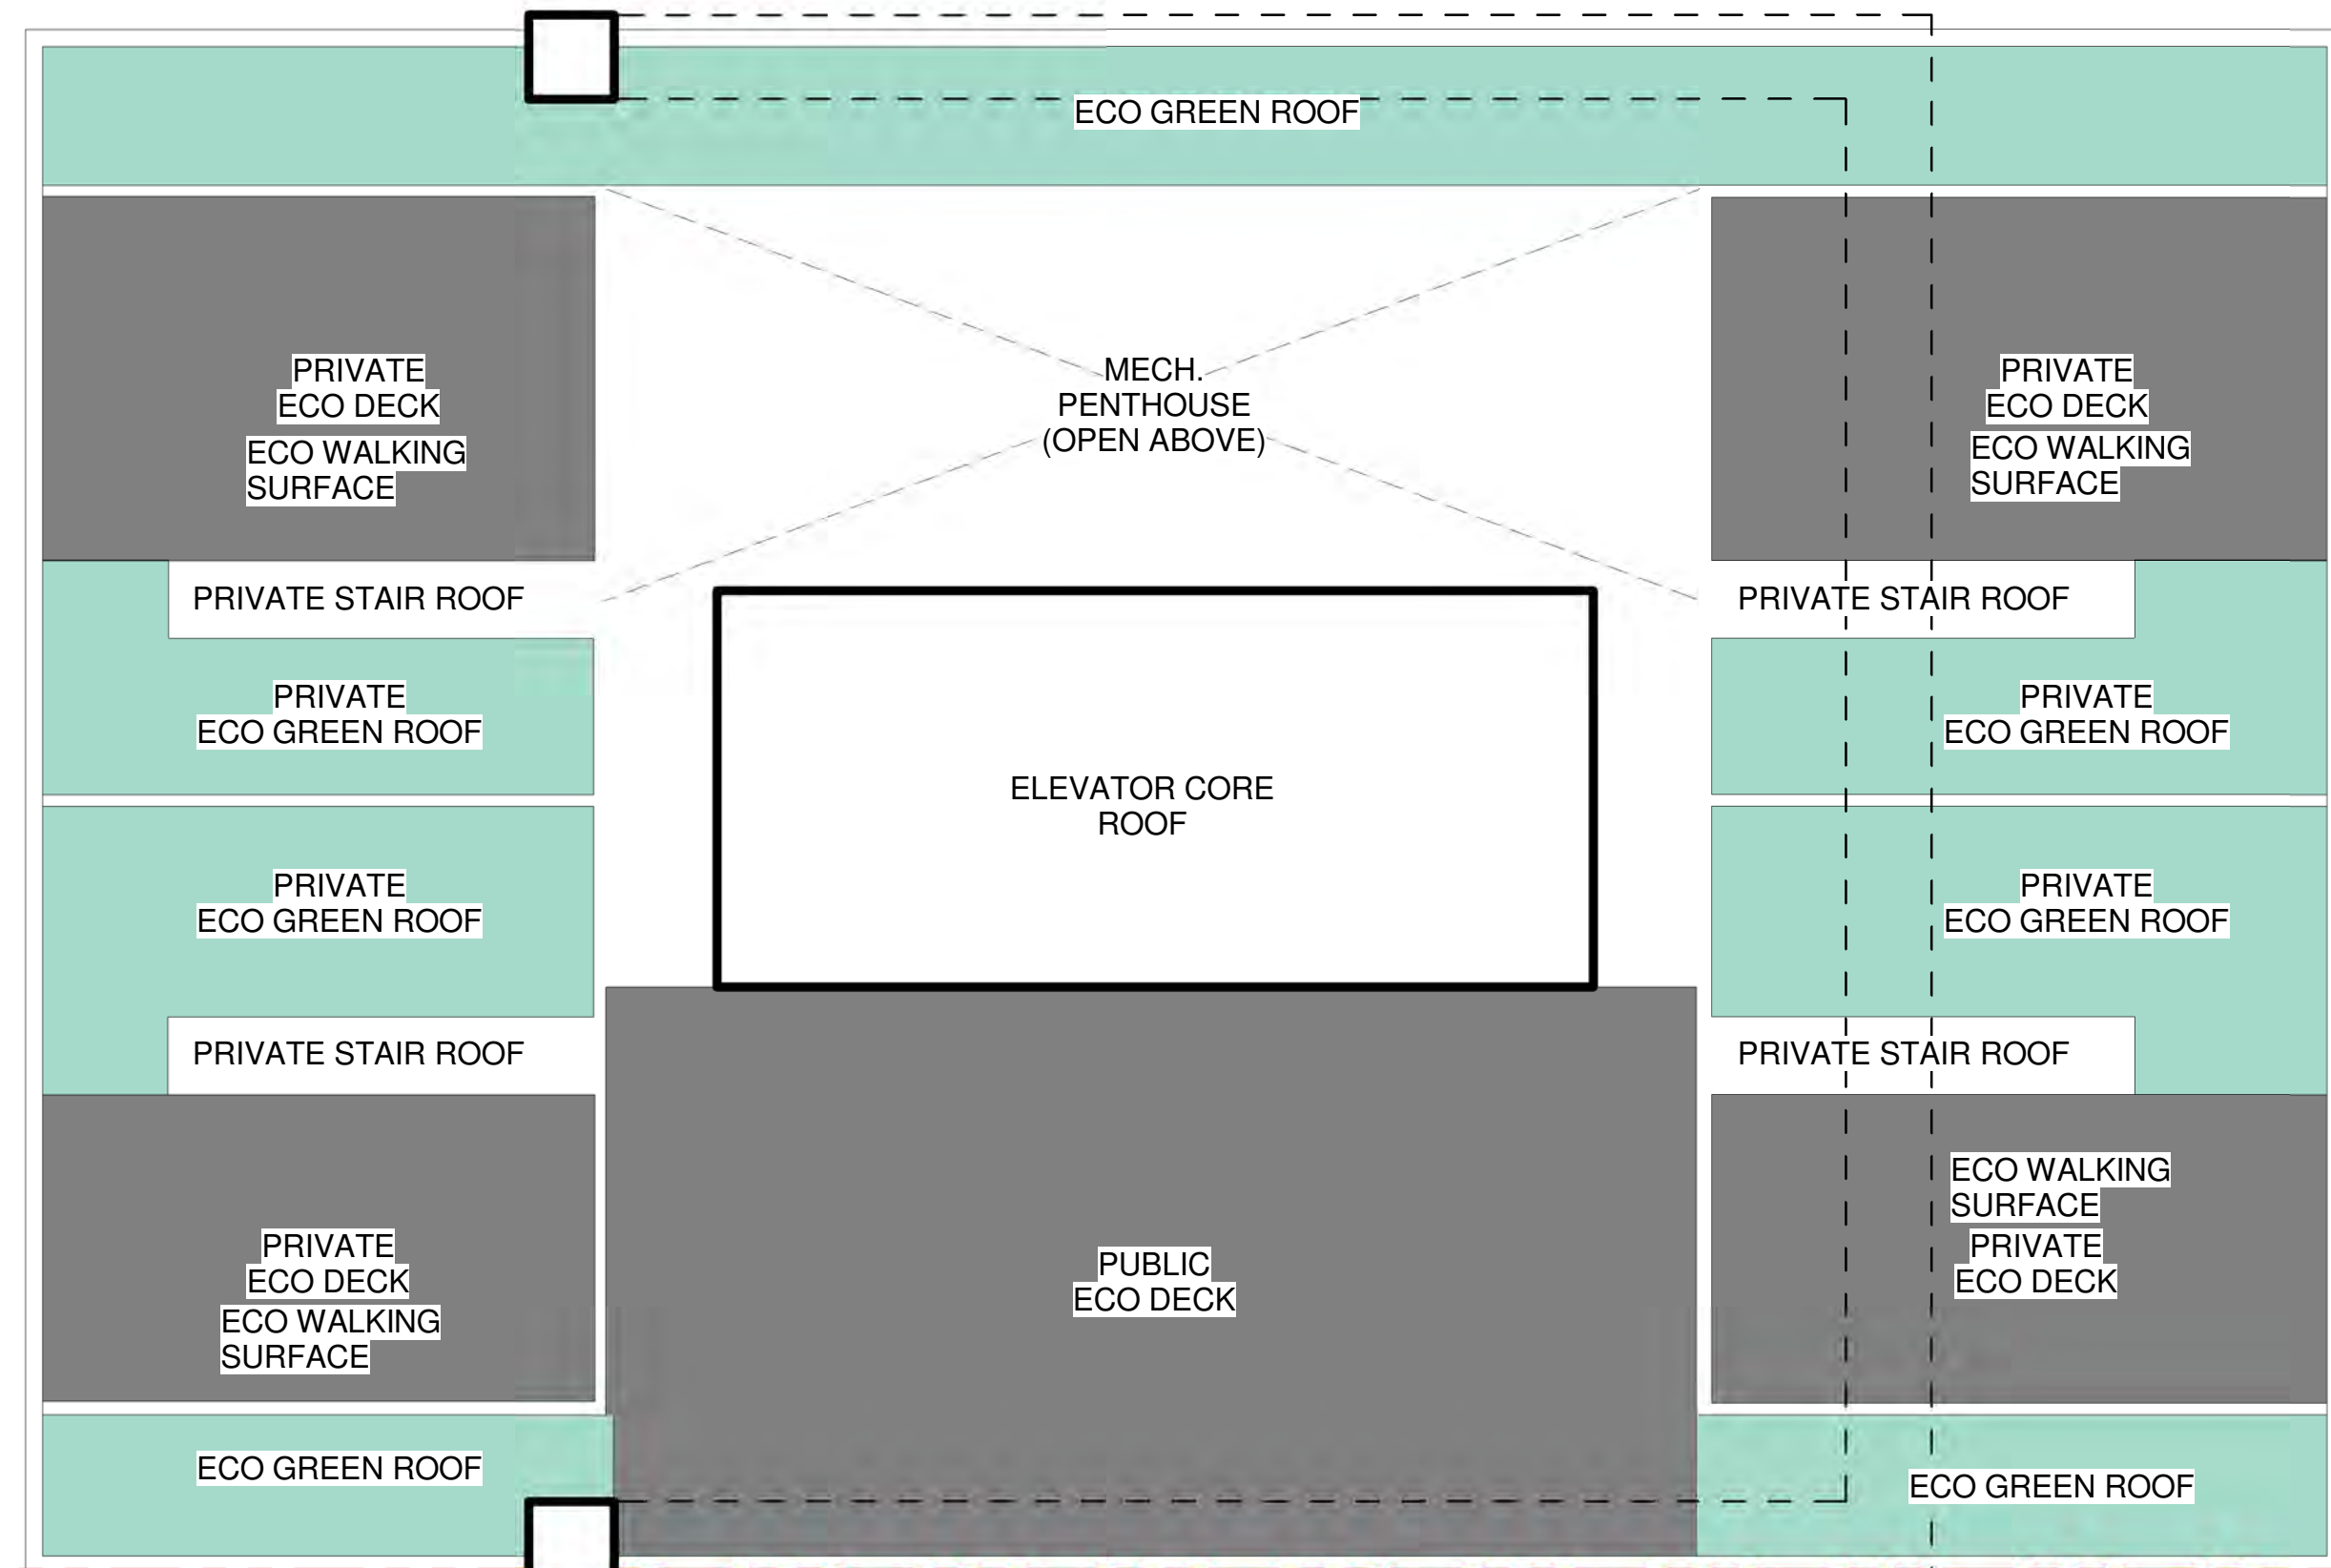 ECO GREEN ROOF
PRIVATE
ECO DECK
ECO WALKING
SURFACE
MECH.
PENTHOUSE
(OPEN ABOVE)
PRIVATE
ECO DECK
ECO WALKING
SURFACE
PRIVATE STAIR ROOF
PRIVATE STAIR ROOF
PRIVATE
ECO GREEN ROOF
PRIVATE
ECO GREEN ROOF
ELEVATOR CORE
ROOF
PRIVATE
ECO GREEN ROOF
PRIVATE
ECO GREEN ROOF
PRIVATE STAIR ROOF
PRIVATE STAIR ROOF
PRIVATE
ECO DECK
ECO WALKING
SURFACE
PUBLIC
ECO DECK
ECO WALKING
SURFACE
PRIVATE
ECO DECK
ECO GREEN ROOF
ECO GREEN ROOF